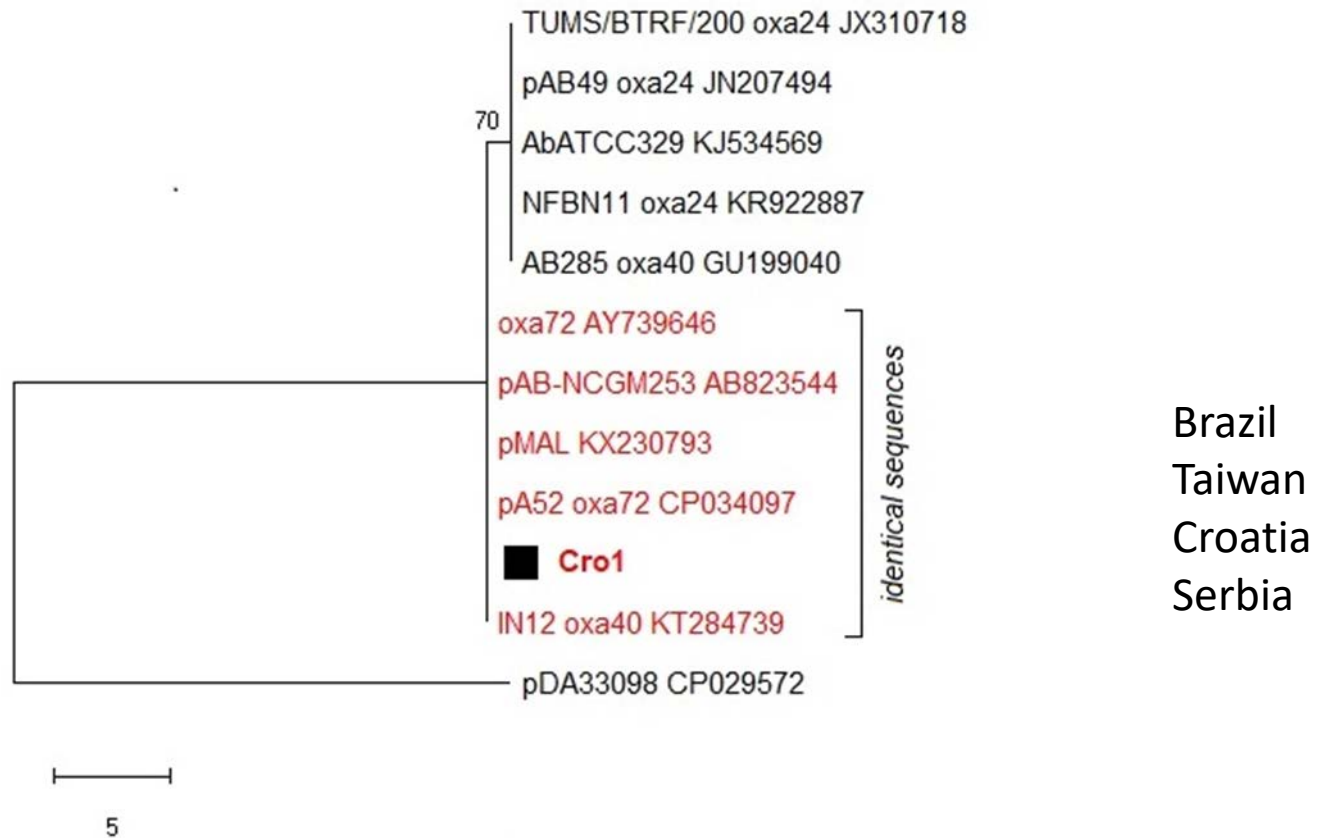 TUMS/BTRF/200 oxa24 JX310718
pAB49 oxa24 JN207494
70
AbATCC329 KJ534569
NFBN11 oxa24 KR922887
AB285 oxa40 GU199040
oxa72 AY739646
pAB-NCGM253 AB823544
pMAL KX230793
pA52 oxa72 CP034097
Cro1
IN12 oxa40 KT284739
identical sequences
pDA33098 CP029572
5
Brazil
Taiwan
Croatia
Serbia